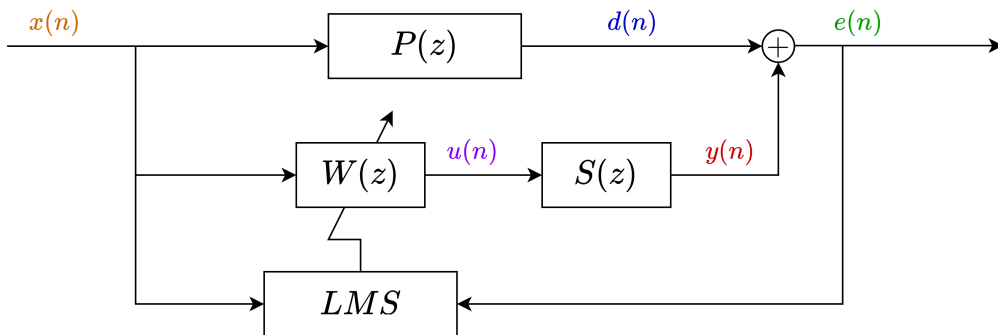 x(n) P(z) d(n) + e(n)
W(z) u(n) S(z) y(n)
LMS